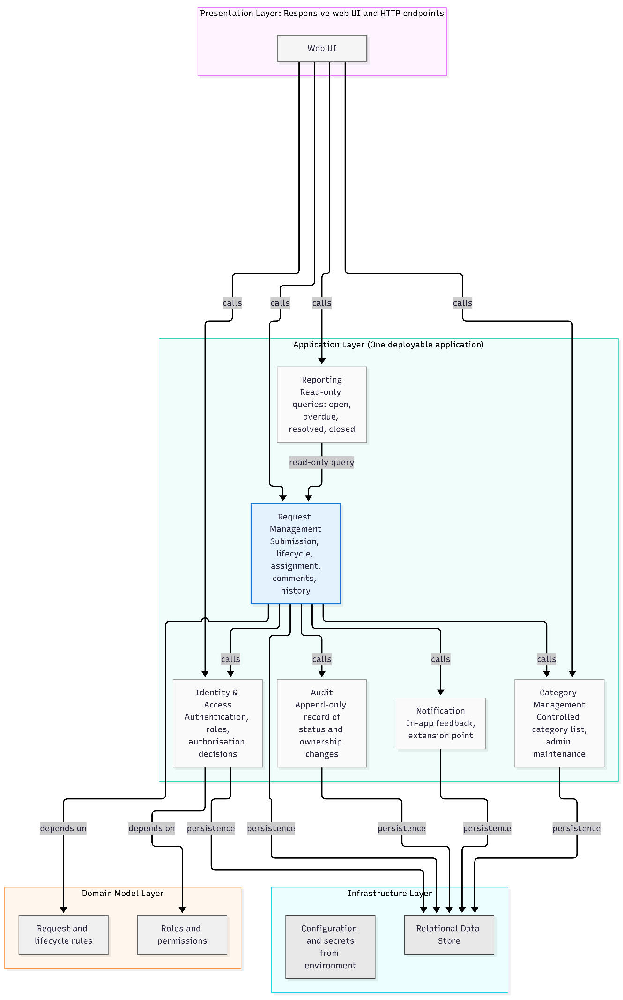 Presentation Layer: Responsive web UI and HTTP endpoints
Web UI
calls
calls
calls
calls
Application Layer (One deployable application)
Reporting
Read-only
queries: open,
overdue,
resolved, closed
read-only query
Request
Management
Submission,
lifecycle,
assignment,
comments,
history
calls
calls
calls
calls
Identity &
Access
Authentication,
roles,
authorisation
decisions
Audit
Append-only
record of
status and
ownership
changes
Notification
In-app feedback,
extension point
Category
Management
Controlled
category list,
admin
maintenance
depends on
depends on
persistence
persistence
persistence
persistence
persistence
Domain Model Layer
Request and
lifecycle rules
Roles and
permissions
Infrastructure Layer
Configuration
and secrets
from
environment
Relational Data
Store